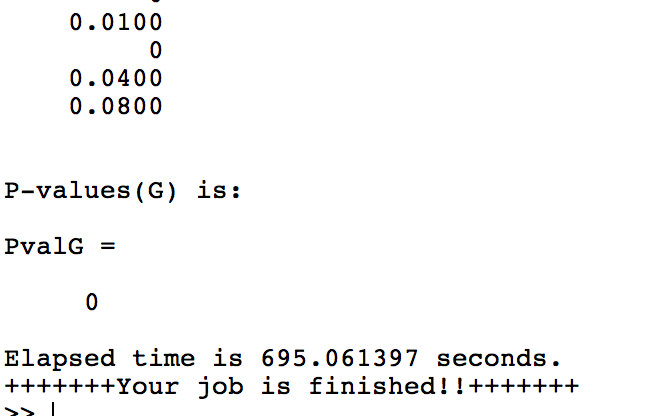 0.0100
0
0.0400
0.0800
P-values(G) is:
PvalG =
0
Elapsed time is 695.061397 seconds.
+++++++Your job is finished!!+++++++
>>